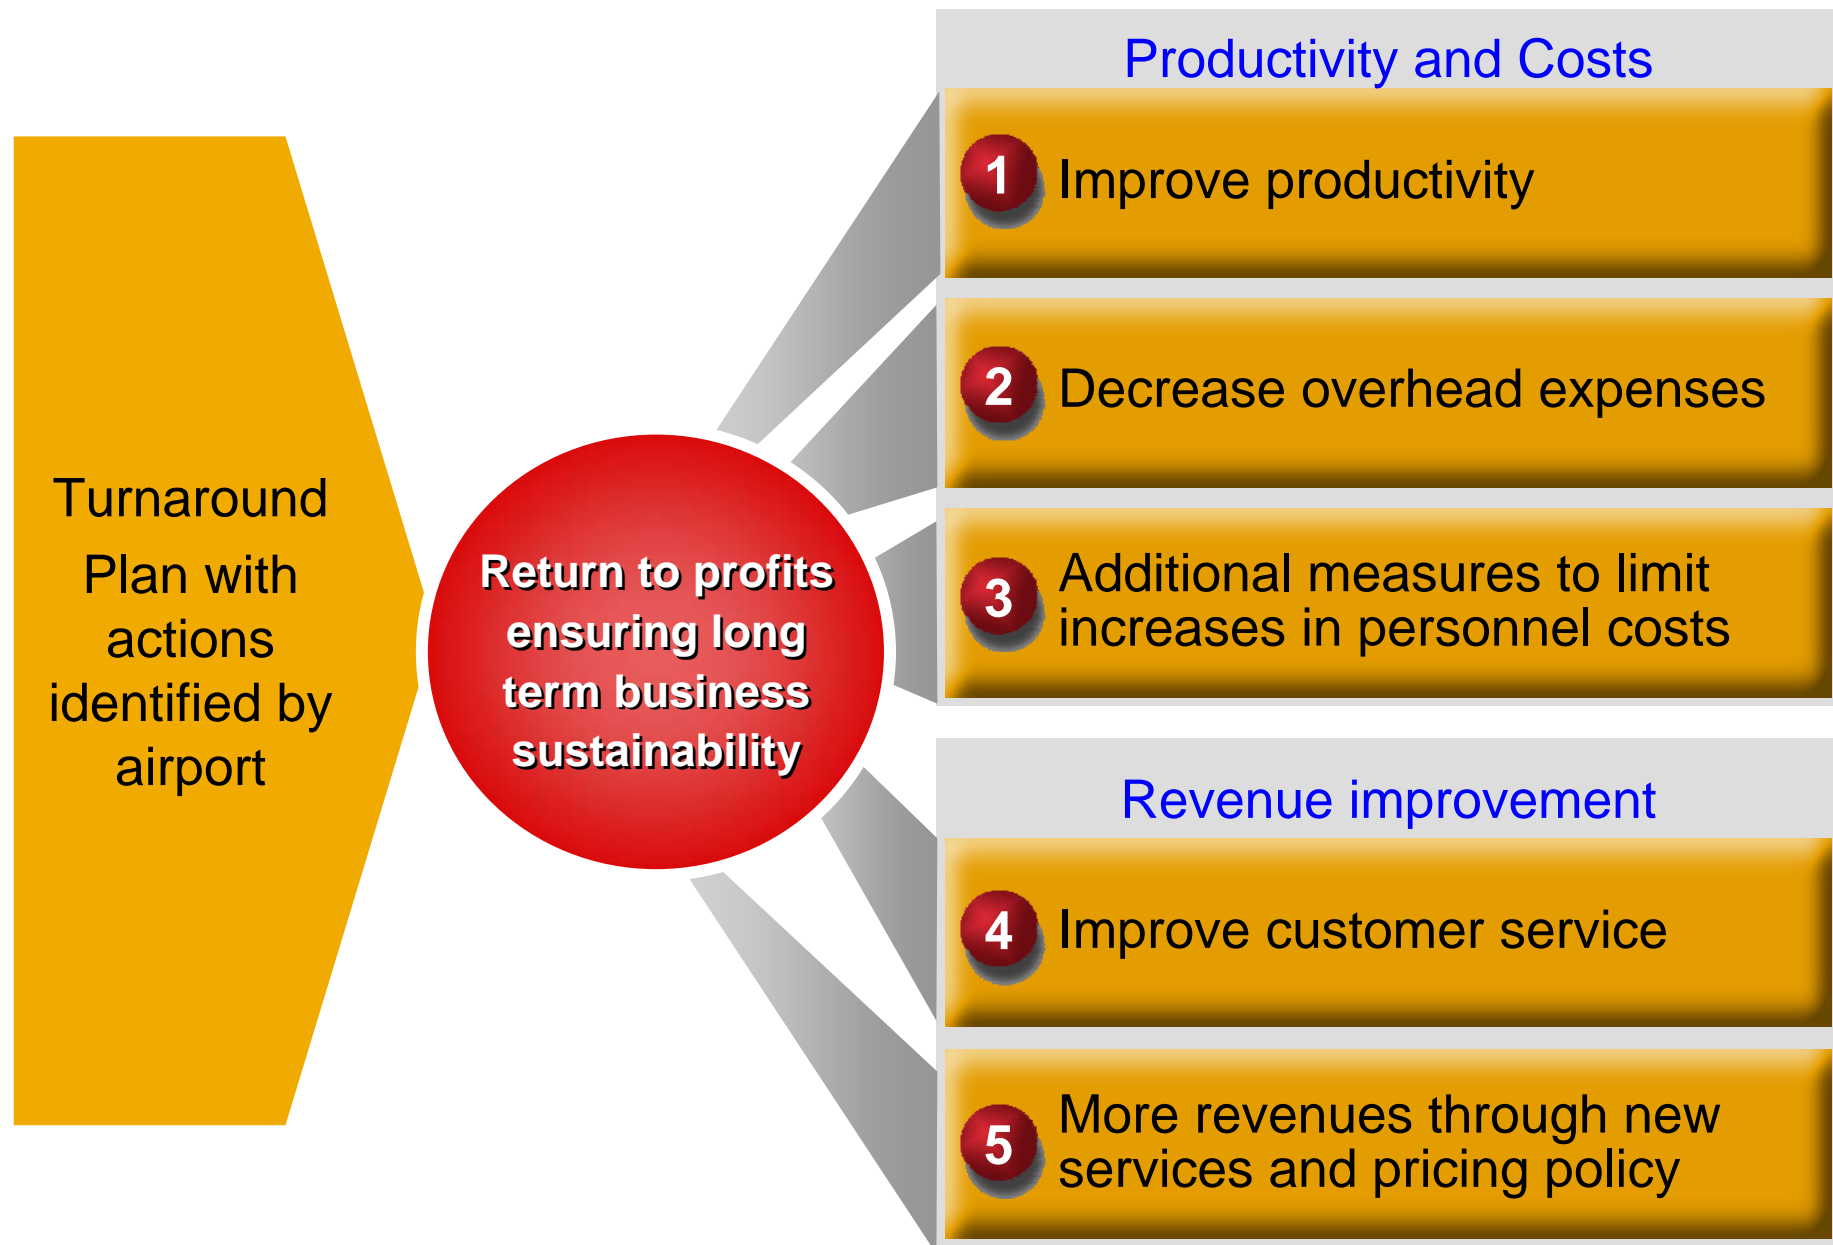 Turnaround
Plan with
actions
identified by
airport
Return to profits
ensuring long
term business
sustainability
Productivity and Costs
1 Improve productivity
2 Decrease overhead expenses
3 Additional measures to limit
increases in personnel costs
Revenue improvement
4 Improve customer service
5 More revenues through new
services and pricing policy